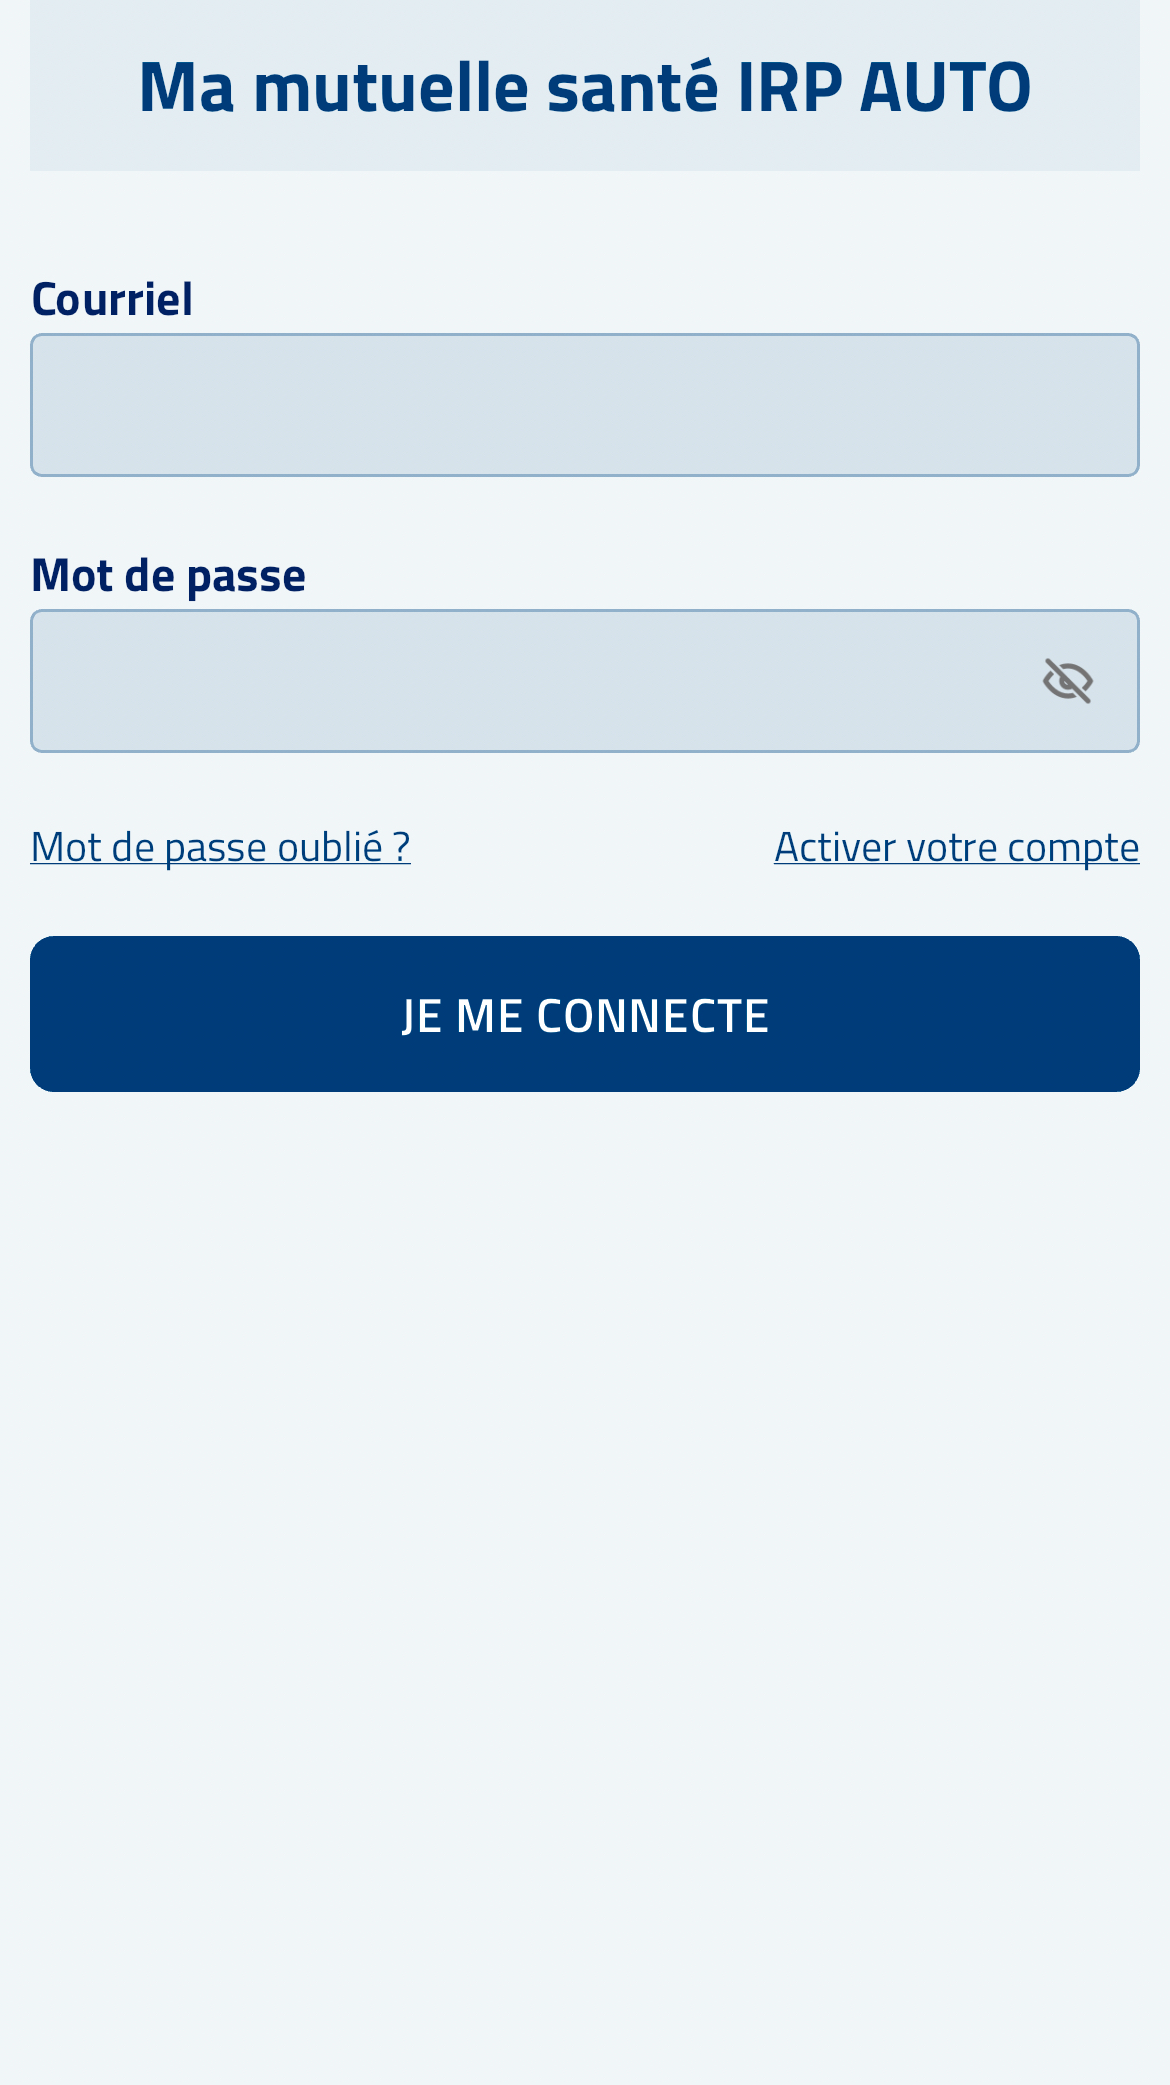 Ma mutuelle santé IRP AUTO
Courriel
Mot de passe
Mot de passe oublié ? Activer votre compte
JE ME CONNECTE